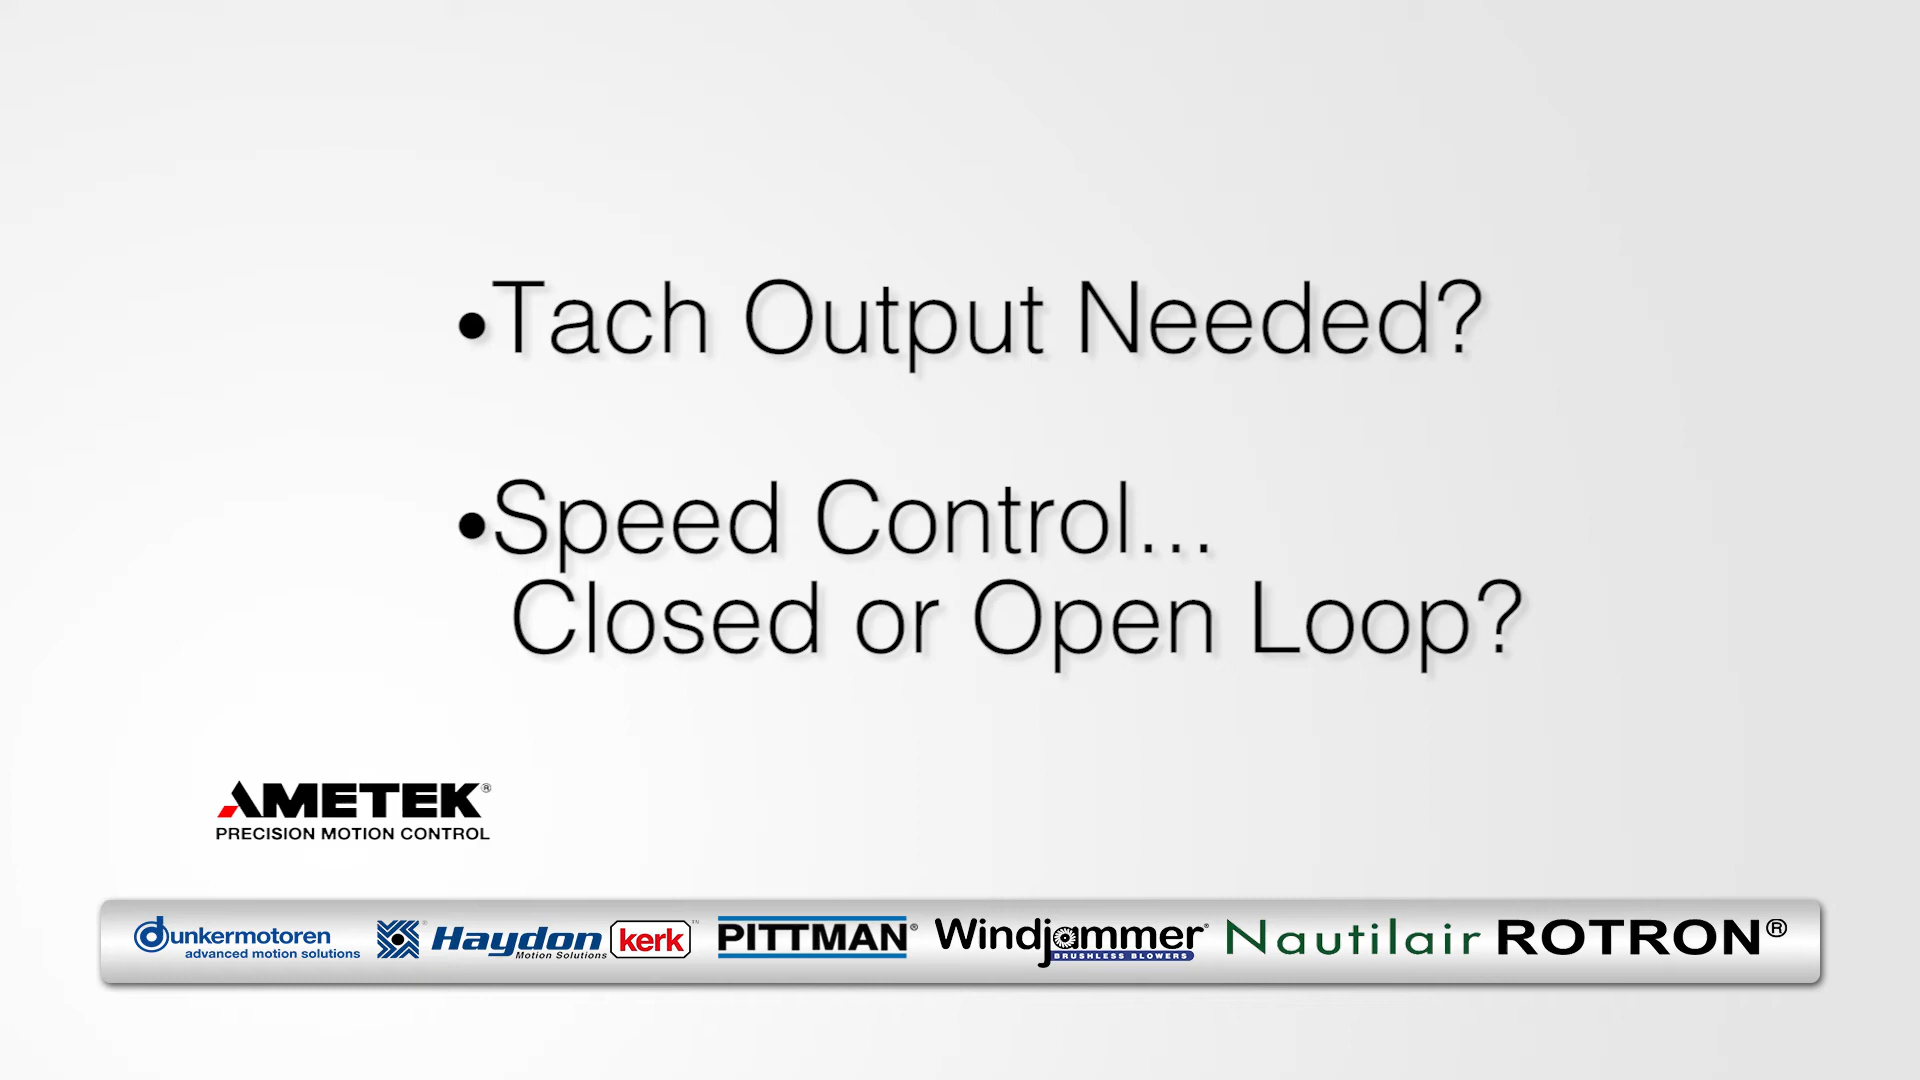 •Tach Output Needed?
•Speed Control...
Closed or Open Loop?
AMETEK®
PRECISION MOTION CONTROL
dunkermotoren
advanced motion solutions
Haydon kerk™
Motion Solutions
PITTMAN®
Windjammer®
BRUSHLESS BLOWERS
Nautilair
ROTRON®